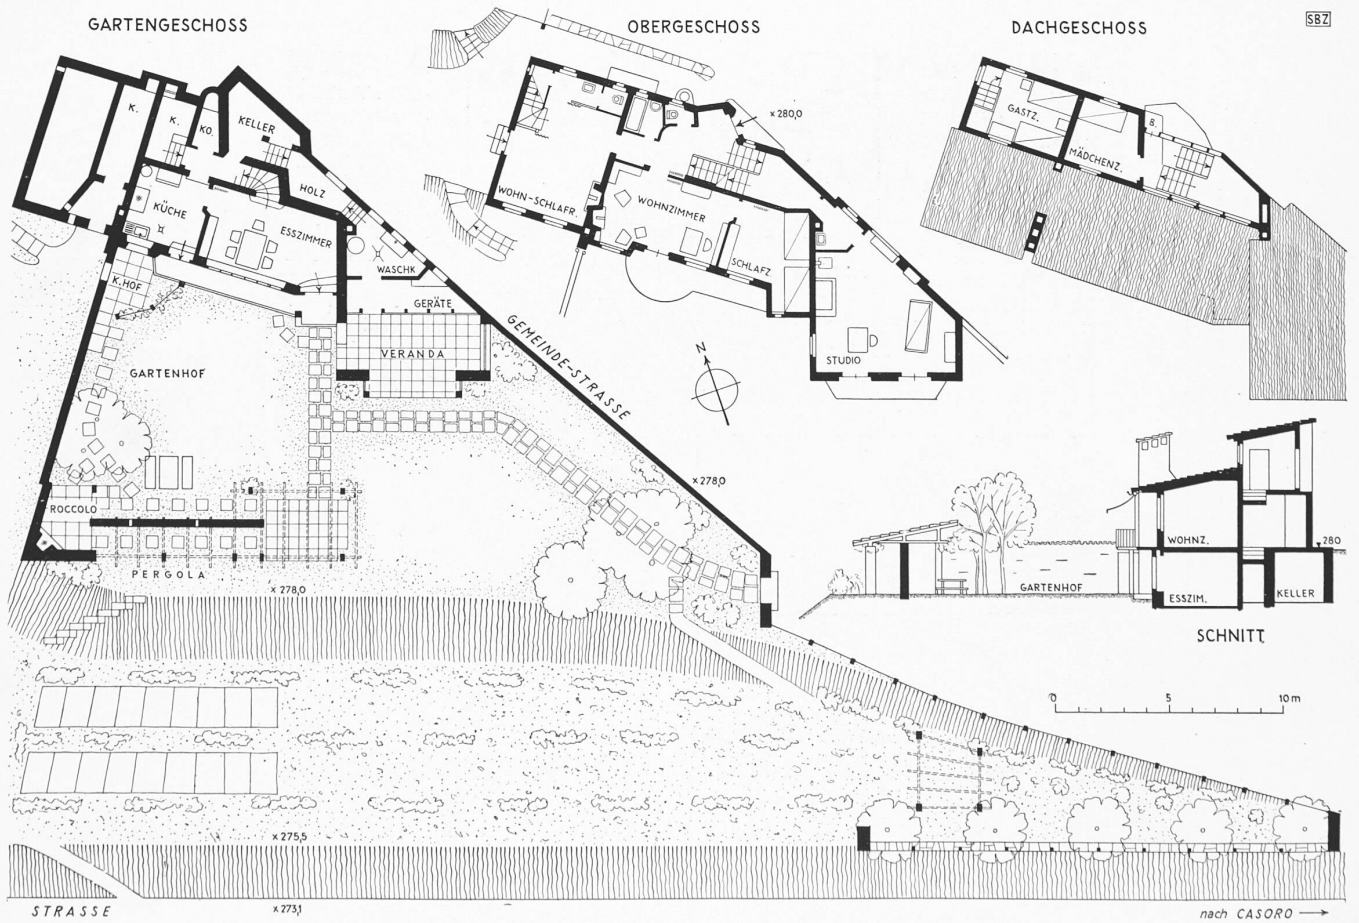 GARTENGESCHOSS
OBERGESCHOSS
DACHGESCHOSS
SBZ
K.
K.
KO.
KELLER
HOLZ
KÜCHE
ESSZIMMER
K.HOF
WASCHK
GERÄTE
VERANDA
GARTENHOF
ROCCOLO
PERGOLA
GEMEINDE-STRASSE
x 280,0
WOHN-SCHLAFR.
WOHNZIMMER
SCHLAFZ.
STUDIO
N
GASTZ.
MÄDCHENZ.
B.
x 278,0
x 278,0
WOHNZ.
280
GARTENHOF
ESSZIM.
KELLER
SCHNITT
0 5 10 m
x 275,5
STRASSE
x 273,1
nach CASORO